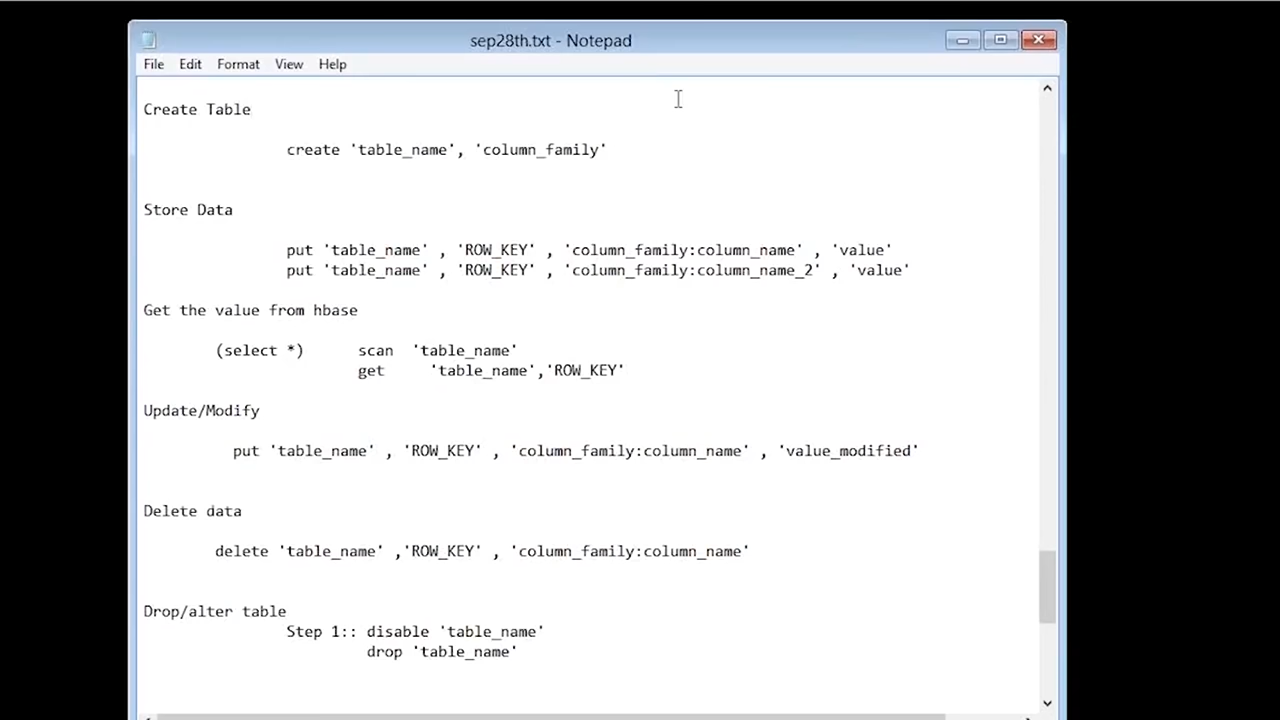 sep28th.txt - Notepad
File Edit Format View Help
Create Table
create 'table_name', 'column_family'
Store Data
put 'table_name' , 'ROW_KEY' , 'column_family:column_name' , 'value'
put 'table_name' , 'ROW_KEY' , 'column_family:column_name_2' , 'value'
Get the value from hbase
(select *) scan 'table_name'
get 'table_name','ROW_KEY'
Update/Modify
put 'table_name' , 'ROW_KEY' , 'column_family:column_name' , 'value_modified'
Delete data
delete 'table_name' ,'ROW_KEY' , 'column_family:column_name'
Drop/alter table
Step 1:: disable 'table_name'
drop 'table_name'